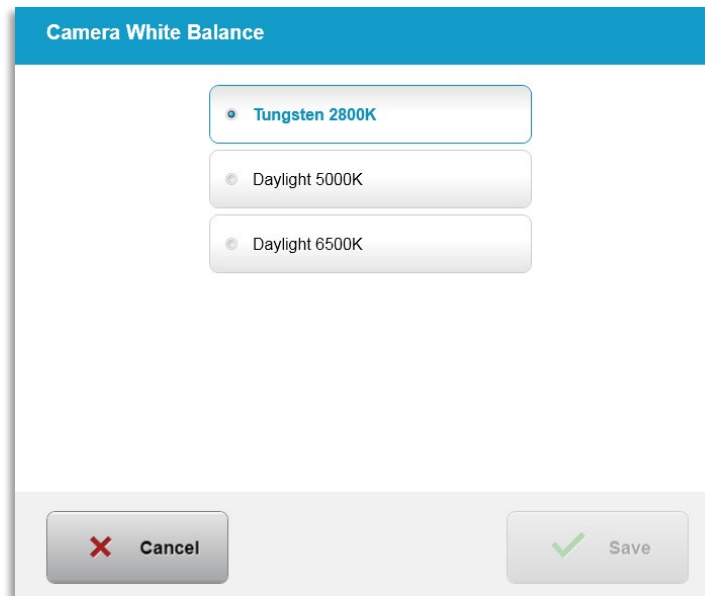 Camera White Balance
Tungsten 2800K
Daylight 5000K
Daylight 6500K
Cancel
Save